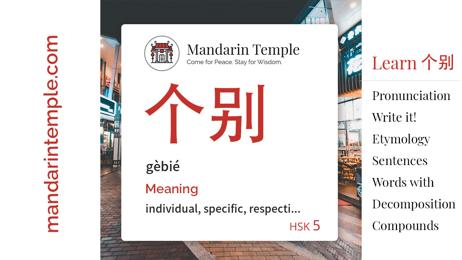 mandarintemple.com
Mandarin Temple
Come for Peace. Stay for Wisdom.
个别
gèbié
Meaning
individual, specific, respecti...
HSK 5
Learn 个别
Pronunciation
Write it!
Etymology
Sentences
Words with
Decomposition
Compounds